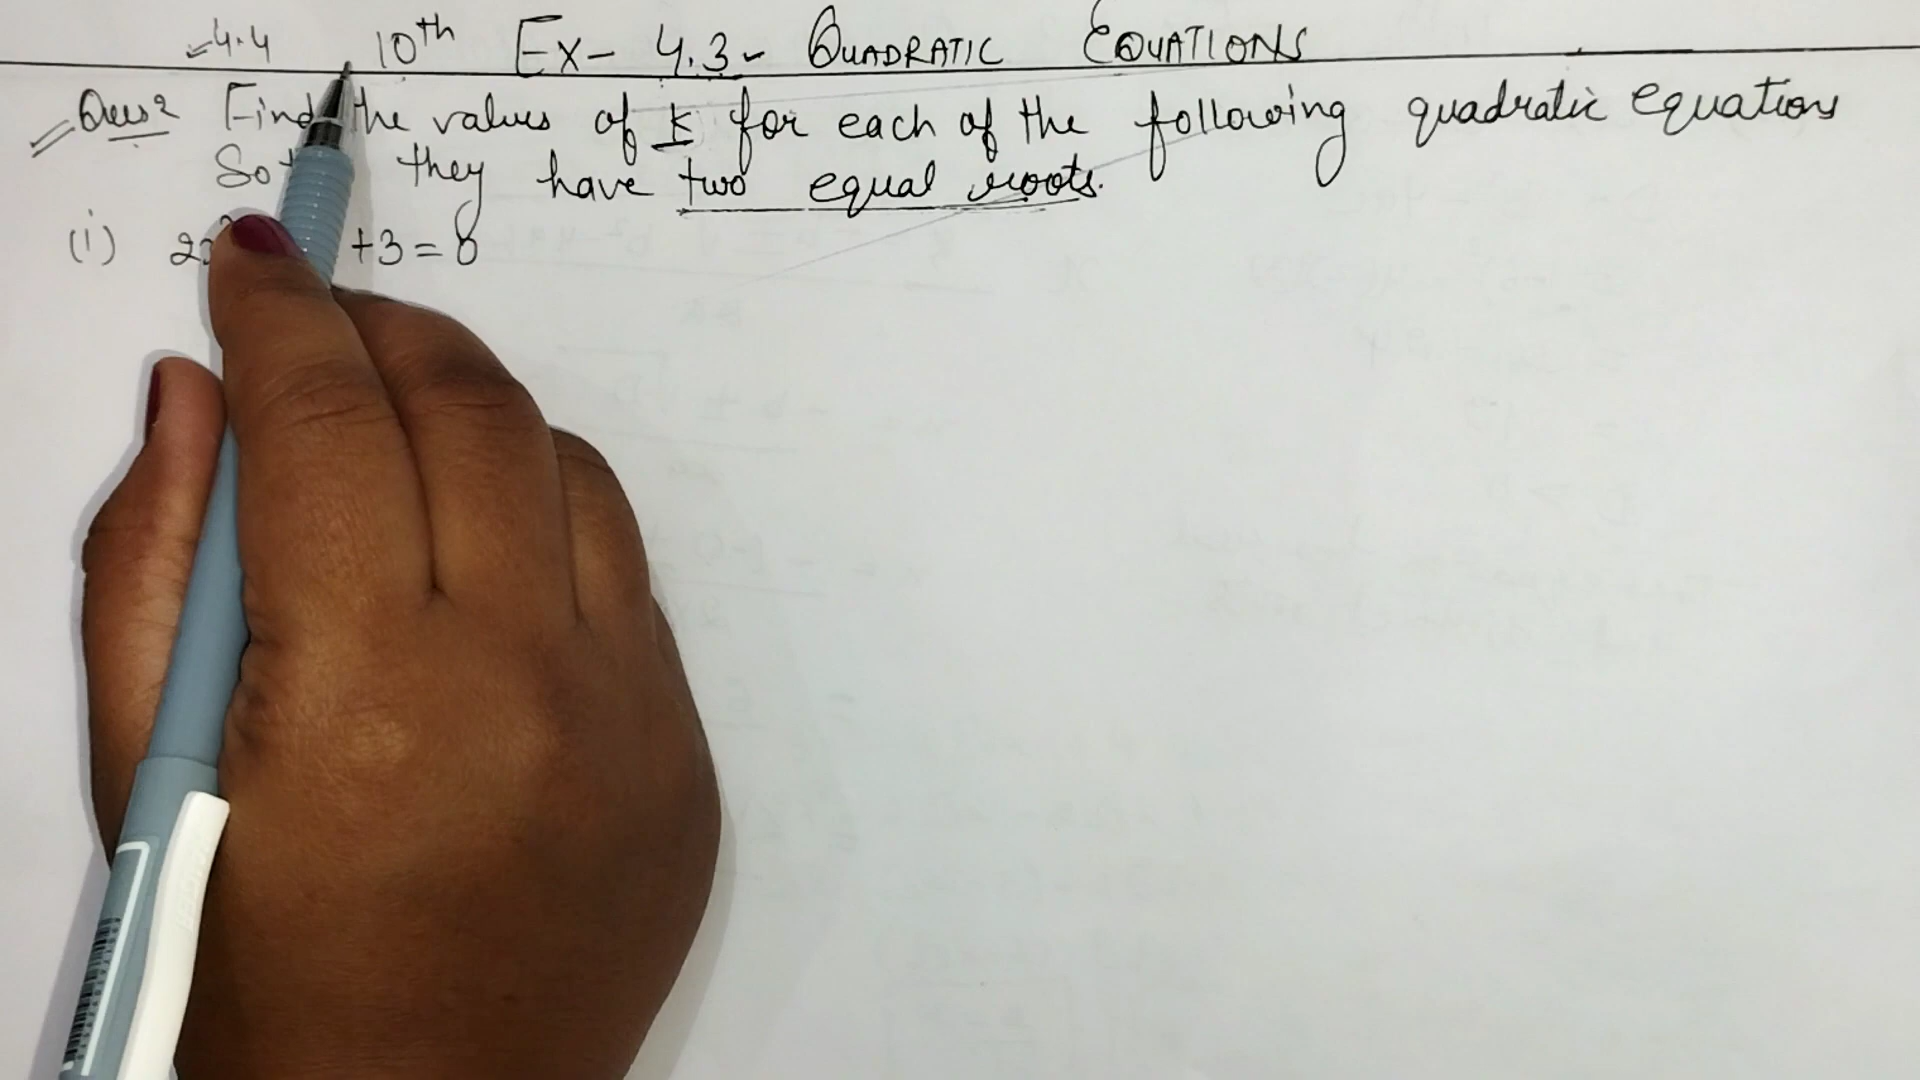 4.4 10th Ex- 4.3- QUADRATIC EQUATIONS
Ques2 Find the values of k for each of the following quadratic equations
So they have two equal roots.
(i) +3=0